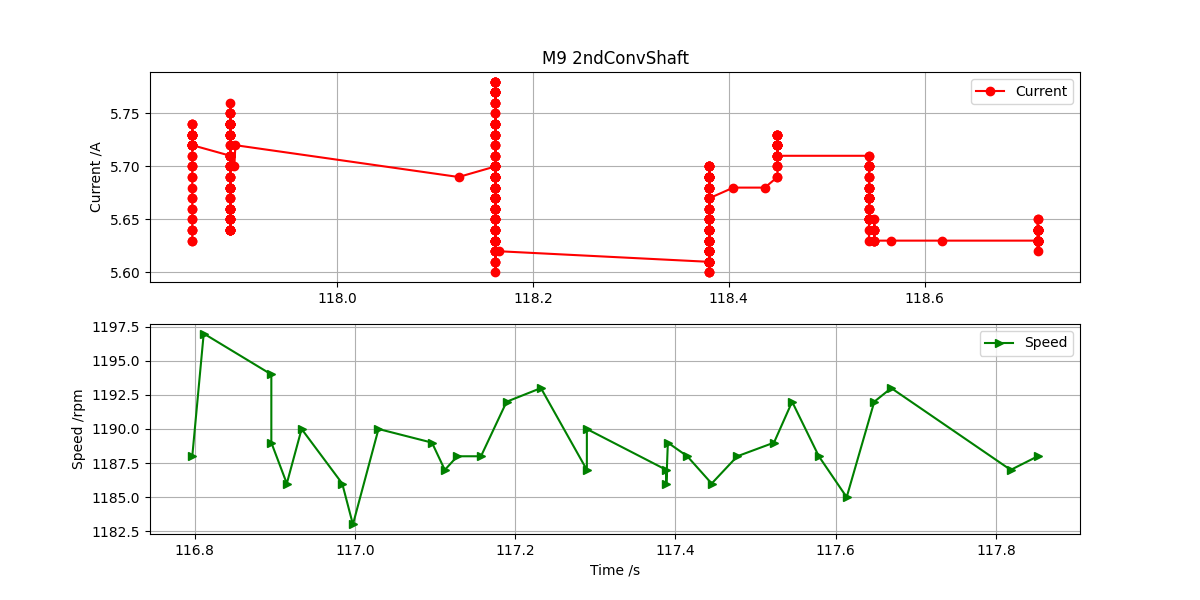 M9 2ndConvShaft
Current /A
5.75
5.70
5.65
5.60
Current
118.0 118.2 118.4 118.6
Speed /rpm
1197.5
1195.0
1192.5
1190.0
1187.5
1185.0
1182.5
Speed
116.8 117.0 117.2 117.4 117.6 117.8
Time /s